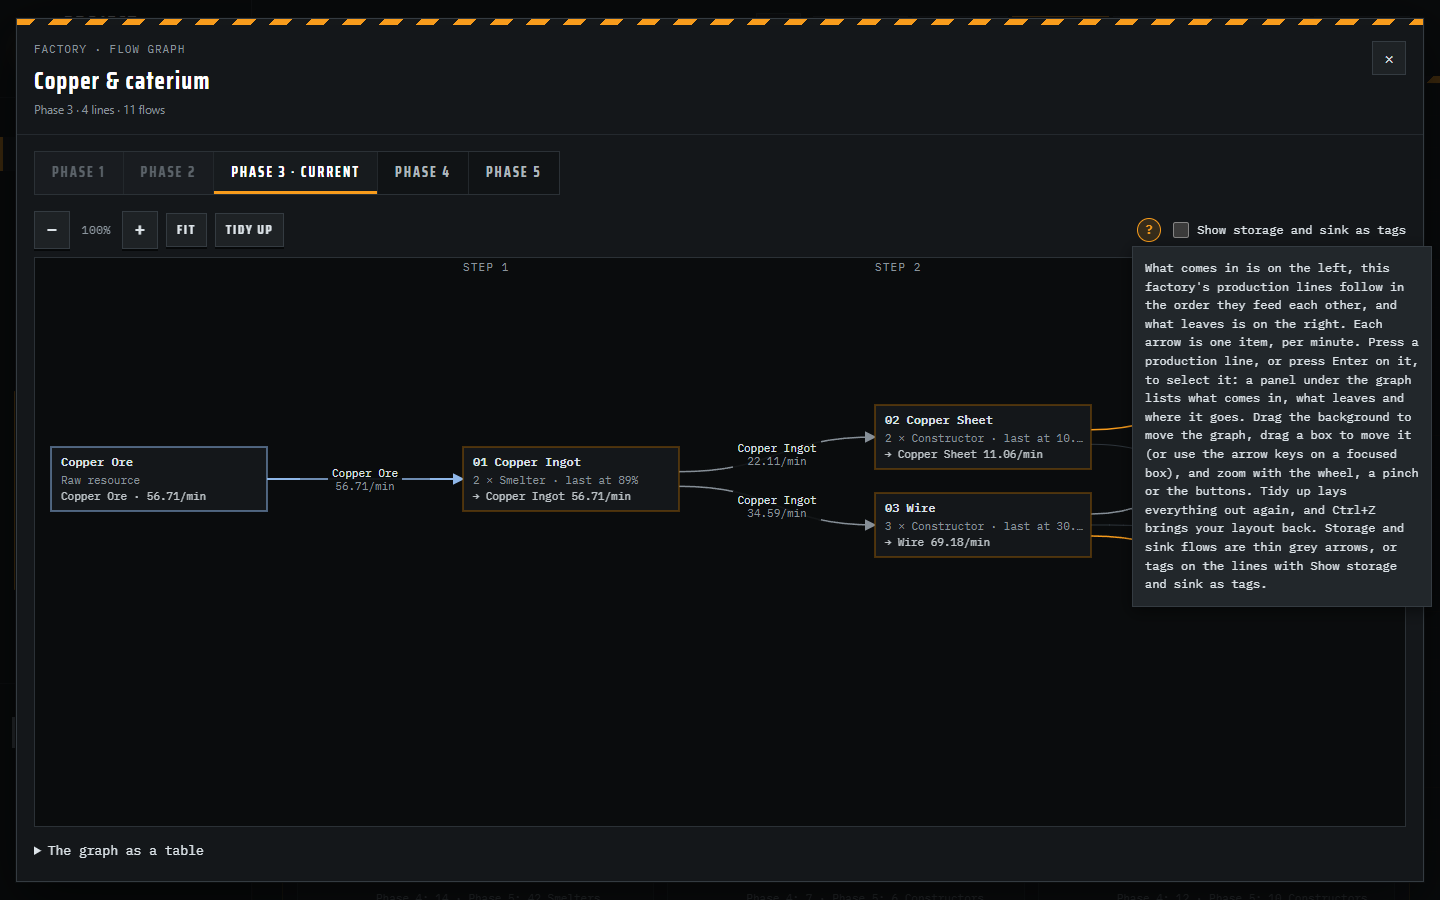 FACTORY · FLOW GRAPH
Copper & caterium
Phase 3 · 4 lines · 11 flows
×
PHASE 1
PHASE 2
PHASE 3 · CURRENT
PHASE 4
PHASE 5
−
100%
+
FIT
TIDY UP
?
Show storage and sink as tags
STEP 1
STEP 2
Copper Ore
Raw resource
Copper Ore · 56.71/min
Copper Ore
56.71/min
01 Copper Ingot
2 × Smelter · last at 89%
→ Copper Ingot 56.71/min
Copper Ingot
22.11/min
Copper Ingot
34.59/min
02 Copper Sheet
2 × Constructor · last at 10…
→ Copper Sheet 11.06/min
03 Wire
3 × Constructor · last at 30…
→ Wire 69.18/min
What comes in is on the left, this
factory's production lines follow in
the order they feed each other, and
what leaves is on the right. Each
arrow is one item, per minute. Press a
production line, or press Enter on it,
to select it: a panel under the graph
lists what comes in, what leaves and
where it goes. Drag the background to
move the graph, drag a box to move it
(or use the arrow keys on a focused
box), and zoom with the wheel, a pinch
or the buttons. Tidy up lays
everything out again, and Ctrl+Z
brings your layout back. Storage and
sink flows are thin grey arrows, or
tags on the lines with Show storage
and sink as tags.
▶ The graph as a table